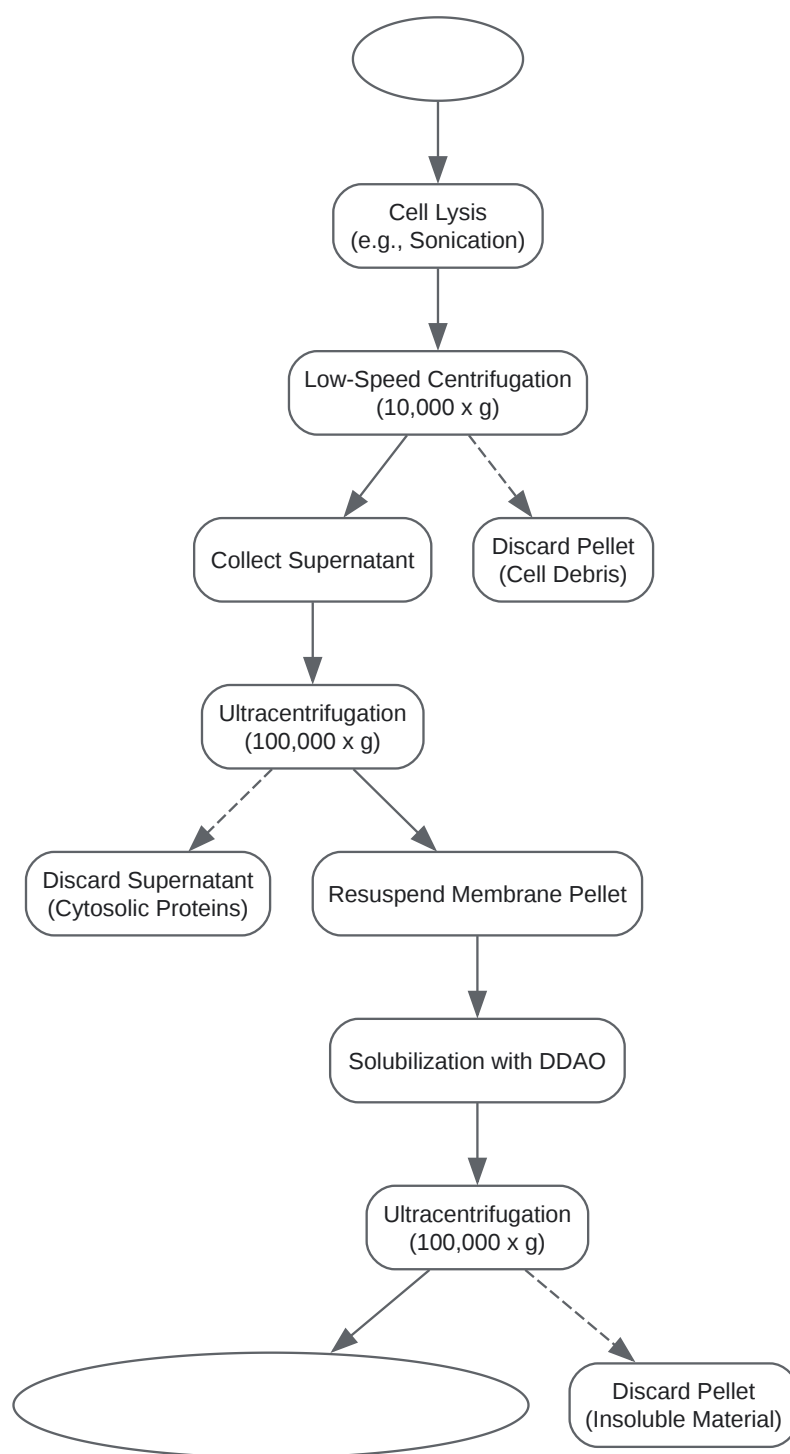 Cell Lysis
(e.g., Sonication)
Low-Speed Centrifugation
(10,000 x g)
Collect Supernatant
Discard Pellet
(Cell Debris)
Ultracentrifugation
(100,000 x g)
Discard Supernatant
(Cytosolic Proteins)
Resuspend Membrane Pellet
Solubilization with DDAO
Ultracentrifugation
(100,000 x g)
Discard Pellet
(Insoluble Material)